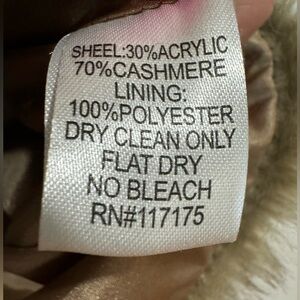 SHEEL:30%ACRYLIC
70%CASHMERE
LINING:
100%POLYESTER
DRY CLEAN ONLY
FLAT DRY
NO BLEACH
RN#117175